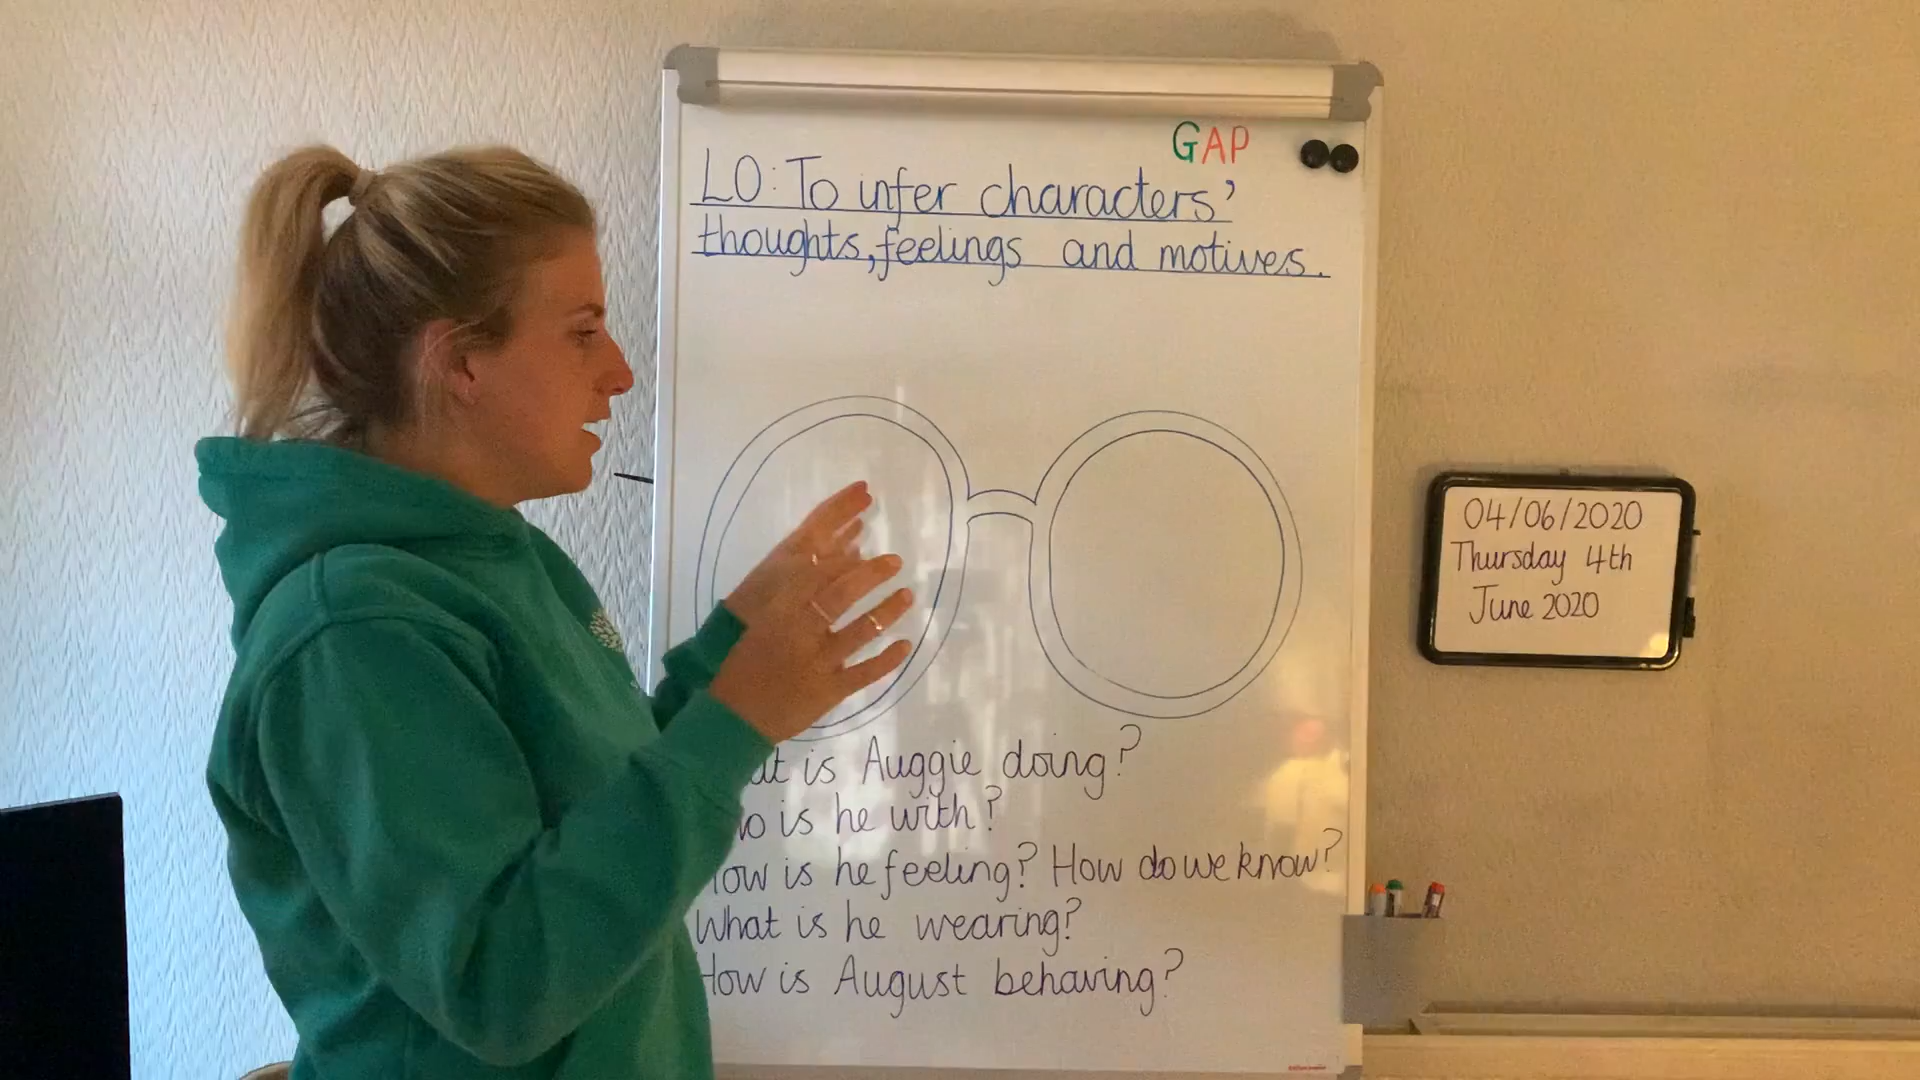 GAP
LO: To infer characters'
thoughts, feelings and motives.
is Auggie doing?
is he with?
How is he feeling? How do we know?
What is he wearing?
How is August behaving?
04/06/2020
Thursday 4th
June 2020